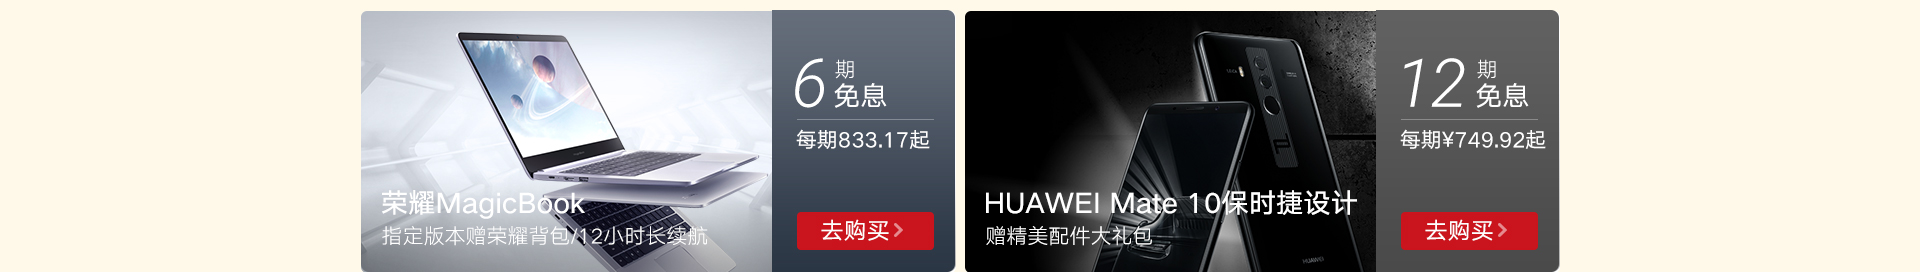 荣耀MagicBook
指定版本赠荣耀背包/12小时长续航
6期
免息
每期833.17起
去购买>
HUAWEI Mate 10保时捷设计
赠精美配件大礼包
HUAWEI
12期
免息
每期¥749.92起
去购买>